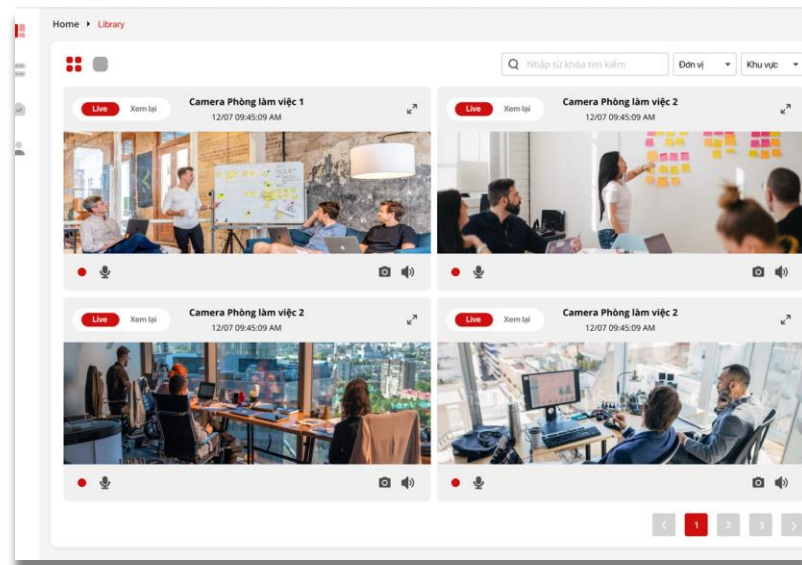 Home Library
Nhập từ khóa tìm kiếm Đơn vị Khu vực
Live Xem lại Camera Phòng làm việc 1
12/07 09:45:09 AM
Live Xem lại Camera Phòng làm việc 2
12/07 09:45:09 AM
Live Xem lại Camera Phòng làm việc 2
12/07 09:45:09 AM
Live Xem lại Camera Phòng làm việc 2
12/07 09:45:09 AM
1 2 3